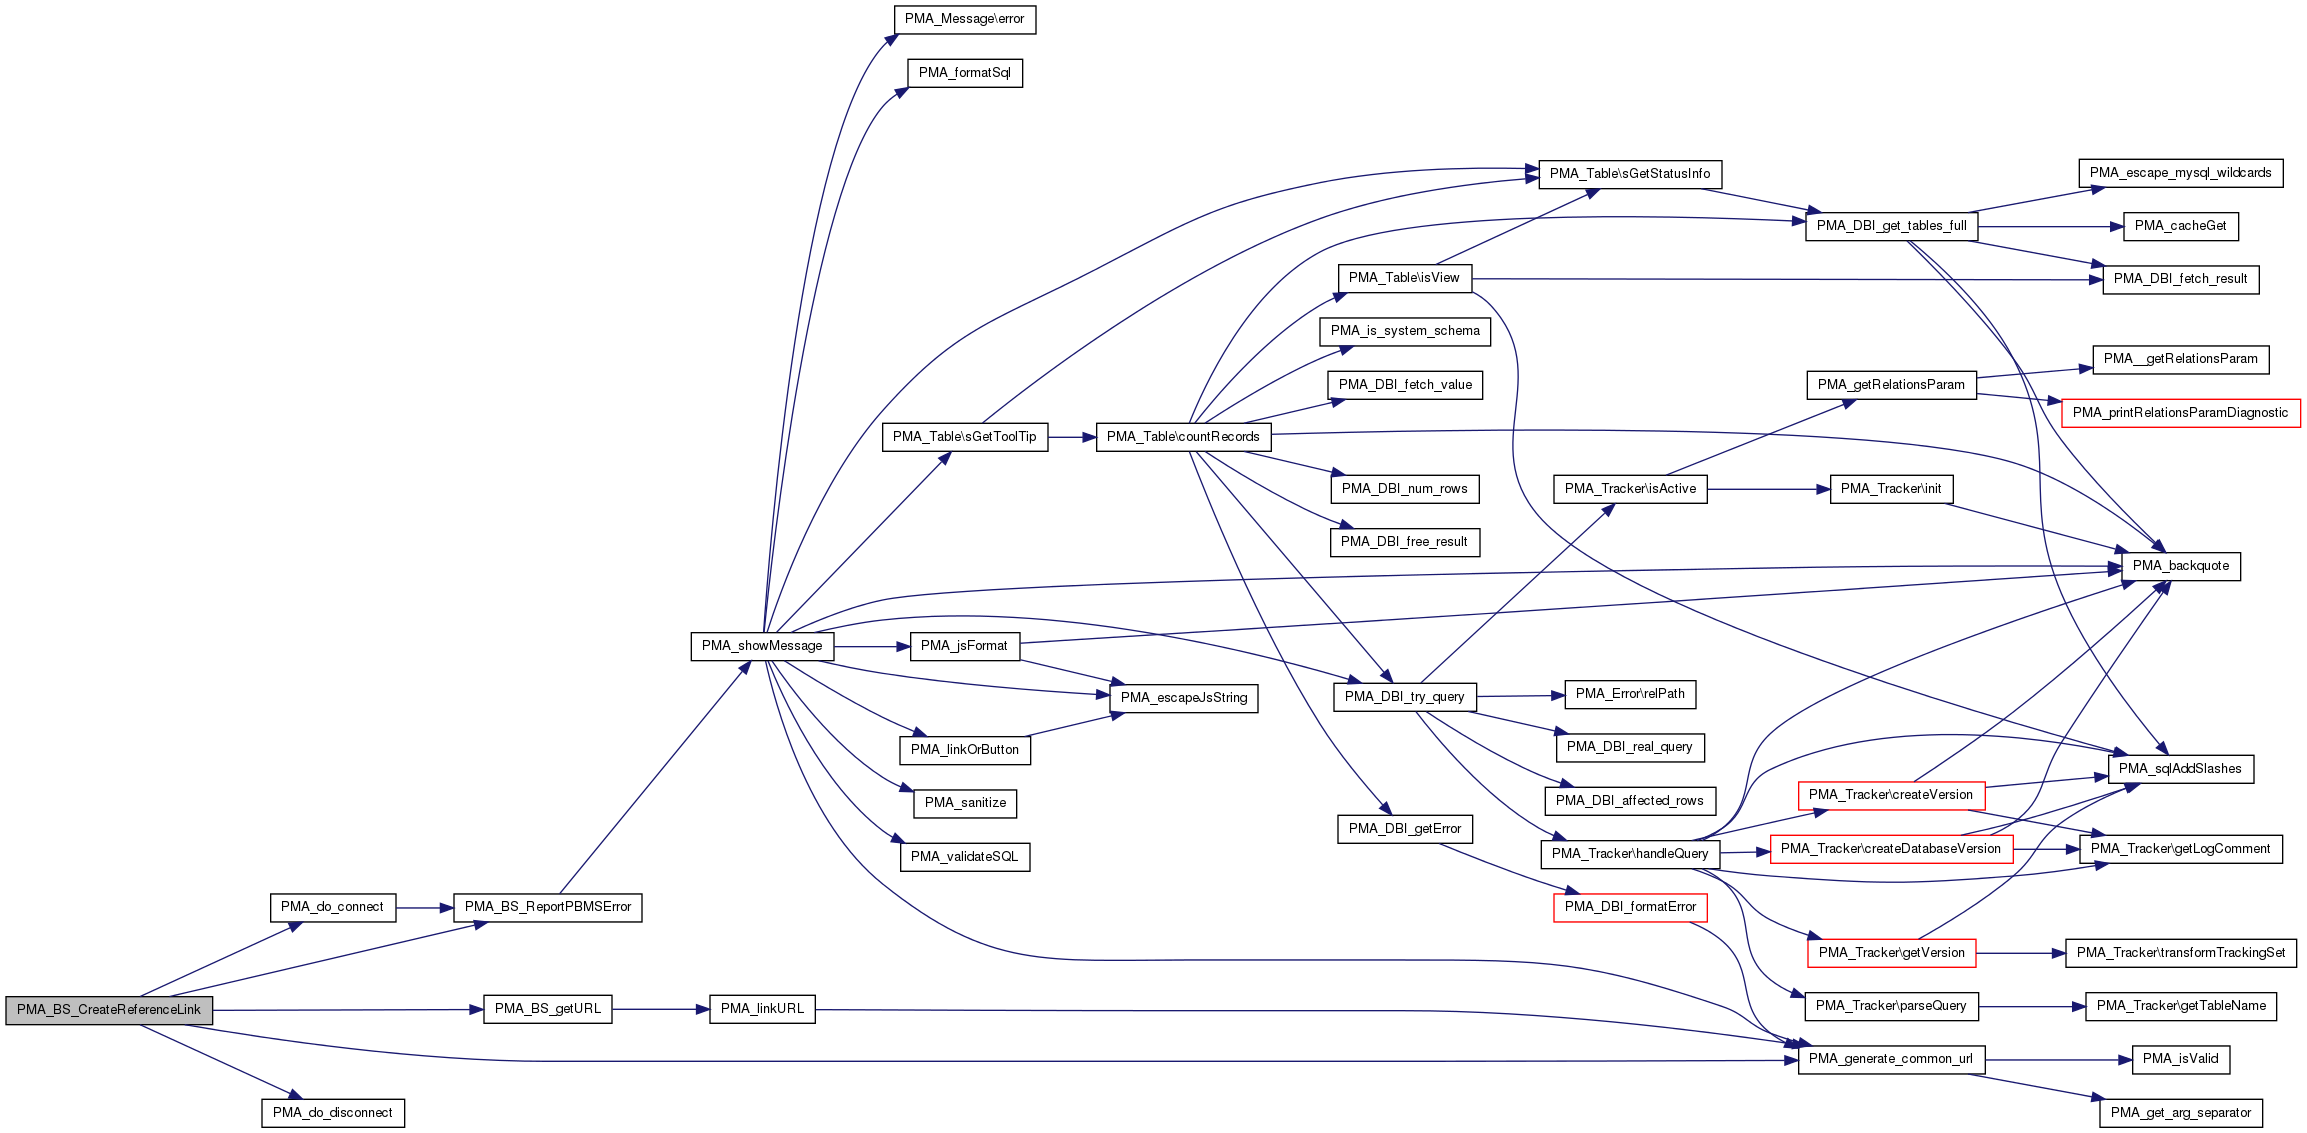 PMA_Message\error
PMA_formatSql
PMA_Table\sGetStatusInfo
PMA_escape_mysql_wildcards
PMA_DBI_get_tables_full
PMA_cacheGet
PMA_Table\isView
PMA_DBI_fetch_result
PMA_is_system_schema
PMA__getRelationsParam
PMA_DBI_fetch_value
PMA_getRelationsParam
PMA_printRelationsParamDiagnostic
PMA_Table\sGetToolTip
PMA_Table\countRecords
PMA_DBI_num_rows
PMA_Tracker\isActive
PMA_Tracker\init
PMA_DBI_free_result
PMA_backquote
PMA_showMessage
PMA_jsFormat
PMA_escapeJsString
PMA_DBI_try_query
PMA_Error\relPath
PMA_linkOrButton
PMA_DBI_real_query
PMA_sqlAddSlashes
PMA_sanitize
PMA_DBI_affected_rows
PMA_Tracker\createVersion
PMA_DBI_getError
PMA_validateSQL
PMA_Tracker\handleQuery
PMA_Tracker\createDatabaseVersion
PMA_Tracker\getLogComment
PMA_do_connect
PMA_BS_ReportPBMSError
PMA_DBI_formatError
PMA_Tracker\getVersion
PMA_Tracker\transformTrackingSet
PMA_BS_CreateReferenceLink
PMA_BS_getURL
PMA_linkURL
PMA_Tracker\parseQuery
PMA_Tracker\getTableName
PMA_generate_common_url
PMA_isValid
PMA_do_disconnect
PMA_get_arg_separator